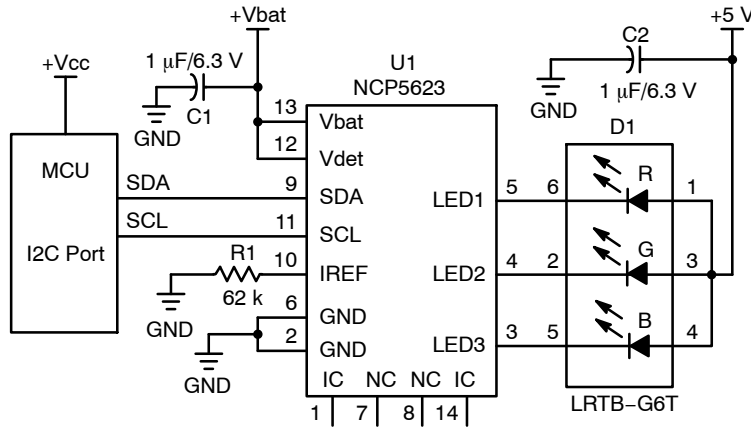 +Vbat
+5 V
C2
U1
NCP5623
+Vcc
1 μF/6.3 V
C1
GND
GND
1 μF/6.3 V
D1
13
Vbat
12
Vdet
MCU
I2C Port
SDA
9
SDA
LED1
5
6
R
1
SCL
11
SCL
R1
62 k
GND
10
IREF
LED2
4
2
G
3
6
GND
2
GND
GND
LED3
3
5
B
4
IC
NC
NC
IC
1
7
8
14
LRTB–G6T